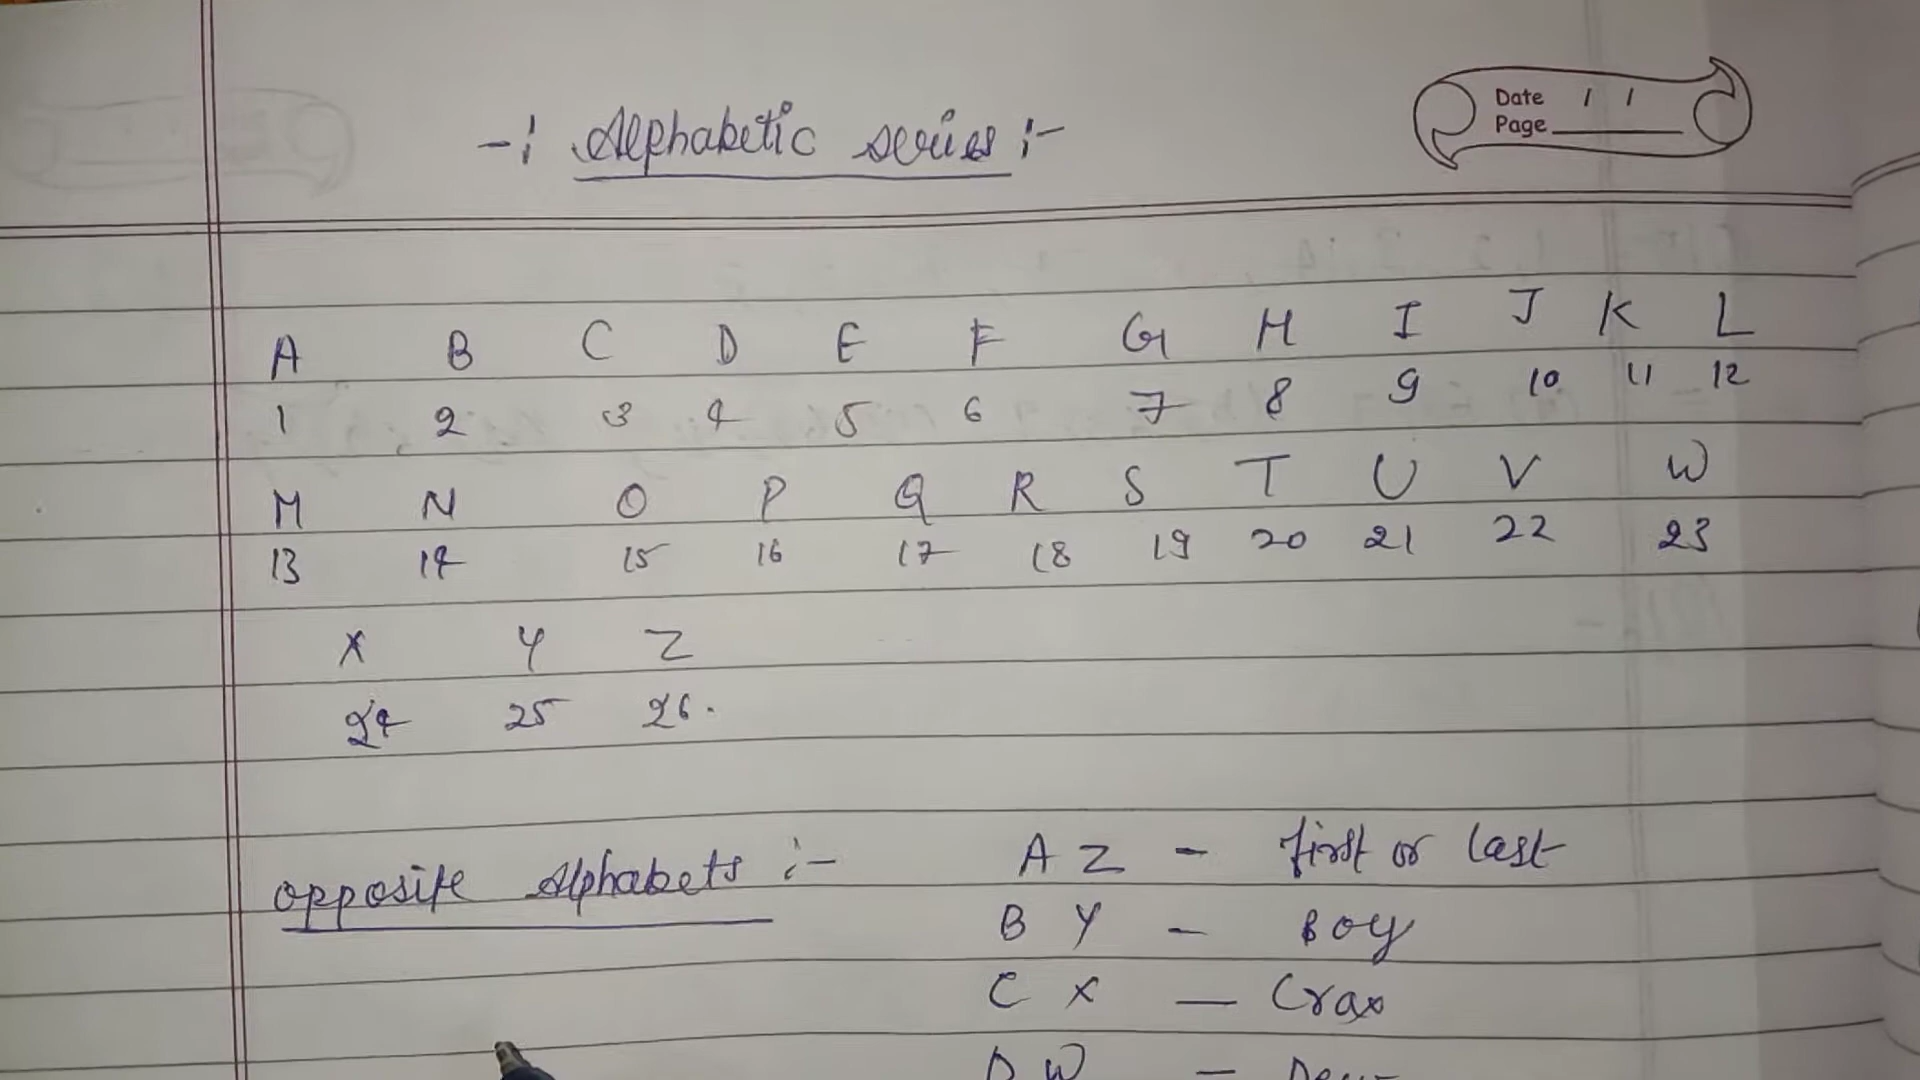 -: Alphabetic series :-
Date / /
Page
A B C D E F G H I J K L
1 2 3 4 5 6 7 8 9 10 11 12
M N O P Q R S T U V W
13 14 15 16 17 18 19 20 21 22 23
X Y Z
24 25 26.
opposite Alphabets :-
A Z - first or last
B Y - Boy
C X - Crax
D W -